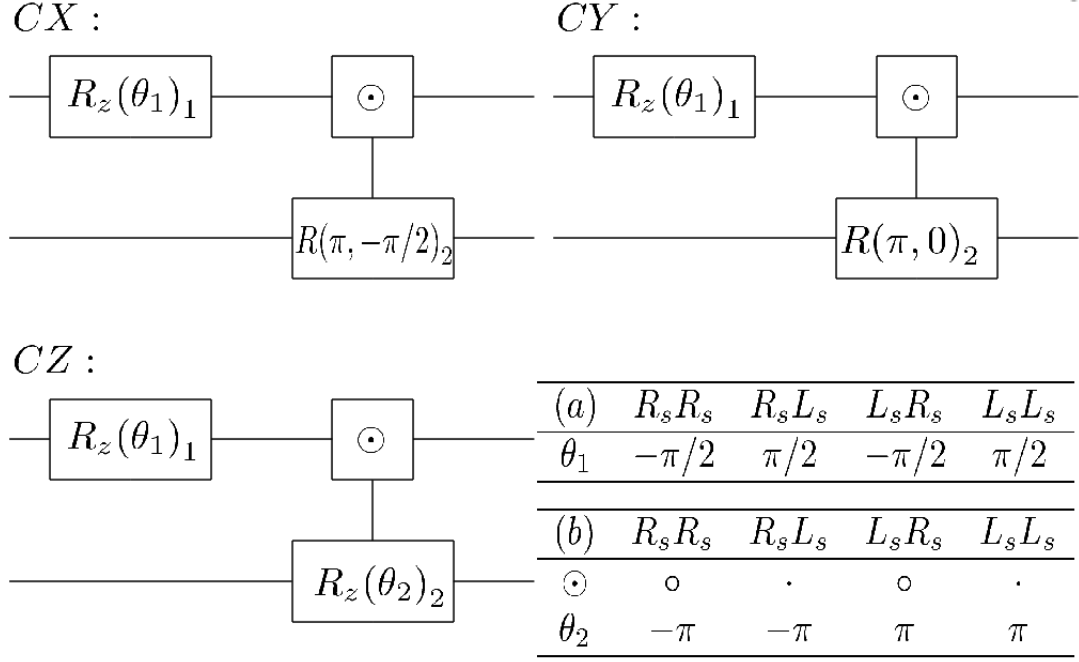 CX :
R_z(θ_1)_1
⊙
R(π, −π/2)_2
CY :
R_z(θ_1)_1
⊙
R(π, 0)_2
CZ :
R_z(θ_1)_1
⊙
R_z(θ_2)_2
(a) R_sR_s R_sL_s L_sR_s L_sL_s
θ_1 −π/2 π/2 −π/2 π/2
(b) R_sR_s R_sL_s L_sR_s L_sL_s
⊙ ∘ · ∘ ·
θ_2 −π −π π π